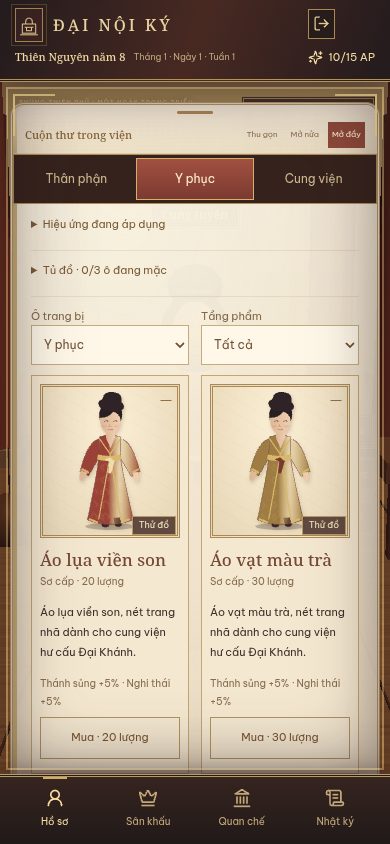 ĐẠI NỘI KÝ
Thiên Nguyên năm 8 Tháng 1 · Ngày 1 · Tuần 1 10/15 AP
Cuộn thư trong viện Thu gọn Mở nửa Mở đầy
Thân phận Y phục Cung viện
▶ Hiệu ứng đang áp dụng
▶ Tủ đồ · 0/3 ô đang mặc
Ô trang bị Tầng phẩm
Y phục Tất cả
Thử đồ Thử đồ
Áo lụa viền son
Sơ cấp · 20 lượng
Áo lụa viền son, nét trang
nhã dành cho cung viện
hư cấu Đại Khánh.
Thánh sủng +5% · Nghi thái
+5%
Mua · 20 lượng
Áo vạt màu trà
Sơ cấp · 30 lượng
Áo vạt màu trà, nét trang
nhã dành cho cung viện
hư cấu Đại Khánh.
Thánh sủng +5% · Nghi thái
+5%
Mua · 30 lượng
Hồ sơ Sân khấu Quan chế Nhật ký